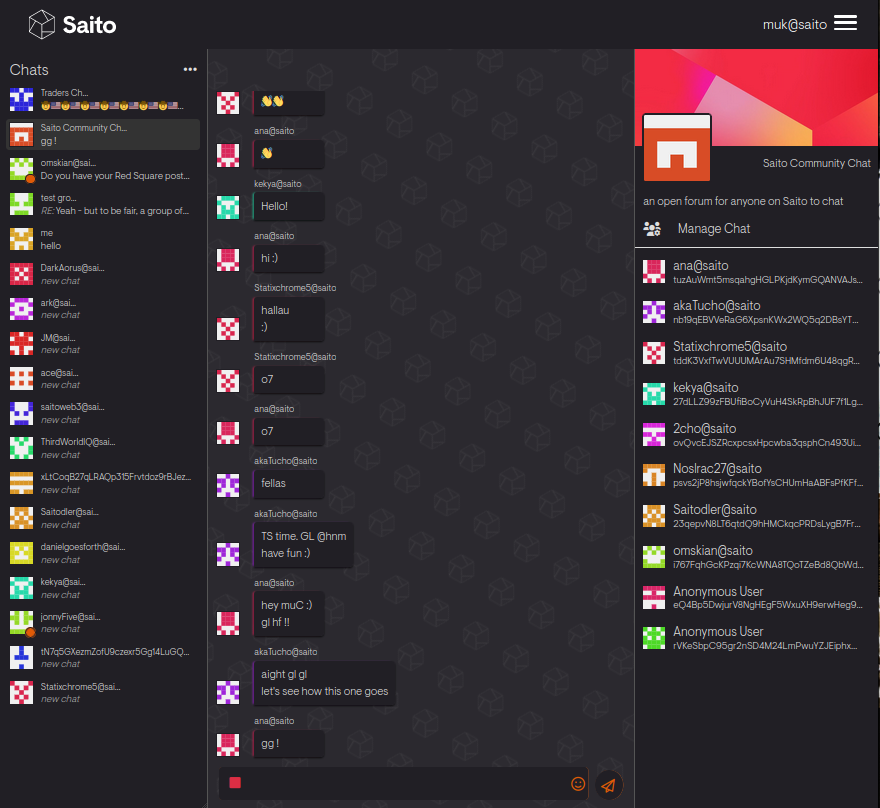 Saito
muk@saito
Chats
Traders Ch...
Saito Community Ch...
gg !
omskian@sai...
Do you have your Red Square post...
test gro...
RE: Yeah - but to be fair, a group of...
me
hello
DarkAorus@sai...
new chat
ark@sai...
new chat
JM@sai...
new chat
ace@sai...
new chat
saitoweb3@sai...
new chat
ThirdWorldIQ@sai...
new chat
xLtCoqB27qLRAQp315Frvtdoz9rBJez...
new chat
Saitodler@sai...
new chat
danielgoesforth@sai...
new chat
kekya@sai...
new chat
jonnyFive@sai...
new chat
tN7q5GXezmZofU9czexr5Gg14LuGQ...
new chat
Statixchrome5@sai...
new chat
👋👋
ana@saito
👋
kekya@saito
Hello!
ana@saito
hi :)
Statixchrome5@saito
hallau
:)
Statixchrome5@saito
o7
ana@saito
o7
akaTucho@saito
fellas
akaTucho@saito
TS time. GL @hnm
have fun :)
ana@saito
hey muC :)
gl hf !!
akaTucho@saito
aight gl gl
let's see how this one goes
ana@saito
gg !
Saito Community Chat
an open forum for anyone on Saito to chat
Manage Chat
ana@saito
tuzAuWmt5msqahgHGLPKjdKymGQANVAJs...
akaTucho@saito
nb19qEBVVeRaG6XpsnKWx2WQ5q2DBsYT...
Statixchrome5@saito
tddK3VxfTwVUUUMArAu7SHMfdm6U48qgR...
kekya@saito
27dLLZ99zFBUfiBoCyVuH4SkRpBhJUF7f1Lg...
2cho@saito
ovQvcEJSZRcxpcsxHpcwba3qsphCn493Ui...
Noslrac27@saito
psvs2jP8hsjwfqckYBofYsCHUmHaABFsPfKFf...
Saitodler@saito
23qepvN8LT6qtdQ9hHMCkqcPRDsLygB7Fr...
omskian@saito
i767FqhGcKPzqi7KcWNA8TQoTZeBd8QbWd...
Anonymous User
eQ4Bp5DwjurV8NgHEgF5WxuXH9erwHeg9...
Anonymous User
rVKeSbpC95gr2nSD4M24LmPwuYZJEiphx...